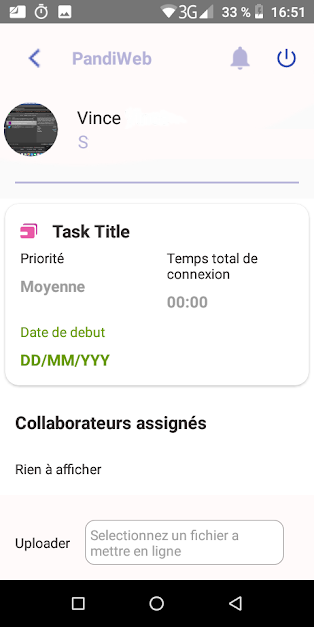 3G 33 % 16:51
PandiWeb
Vince
S
Task Title
Priorité
Moyenne
Temps total de
connexion
00:00
Date de debut
DD/MM/YYY
Collaborateurs assignés
Rien à afficher
Uploader
Selectionnez un fichier a
mettre en ligne